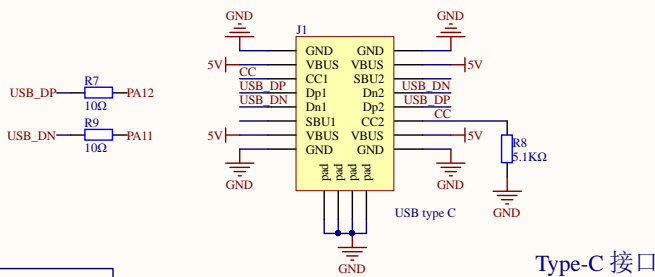 GND GND
J1
GND GND
5V VBUS VBUS 5V
CC CC1 SBU2
USB_DP Dp1 Dn2 USB_DN
USB_DN Dn1 Dp2 USB_DP
SBU1 CC2 CC
5V VBUS VBUS 5V
GND GND
GND GND
pad pad pad pad
USB type C
GND
R7
USB_DP PA12
10Ω
R9
USB_DN PA11
10Ω
R8
5.1KΩ
GND
Type-C 接口